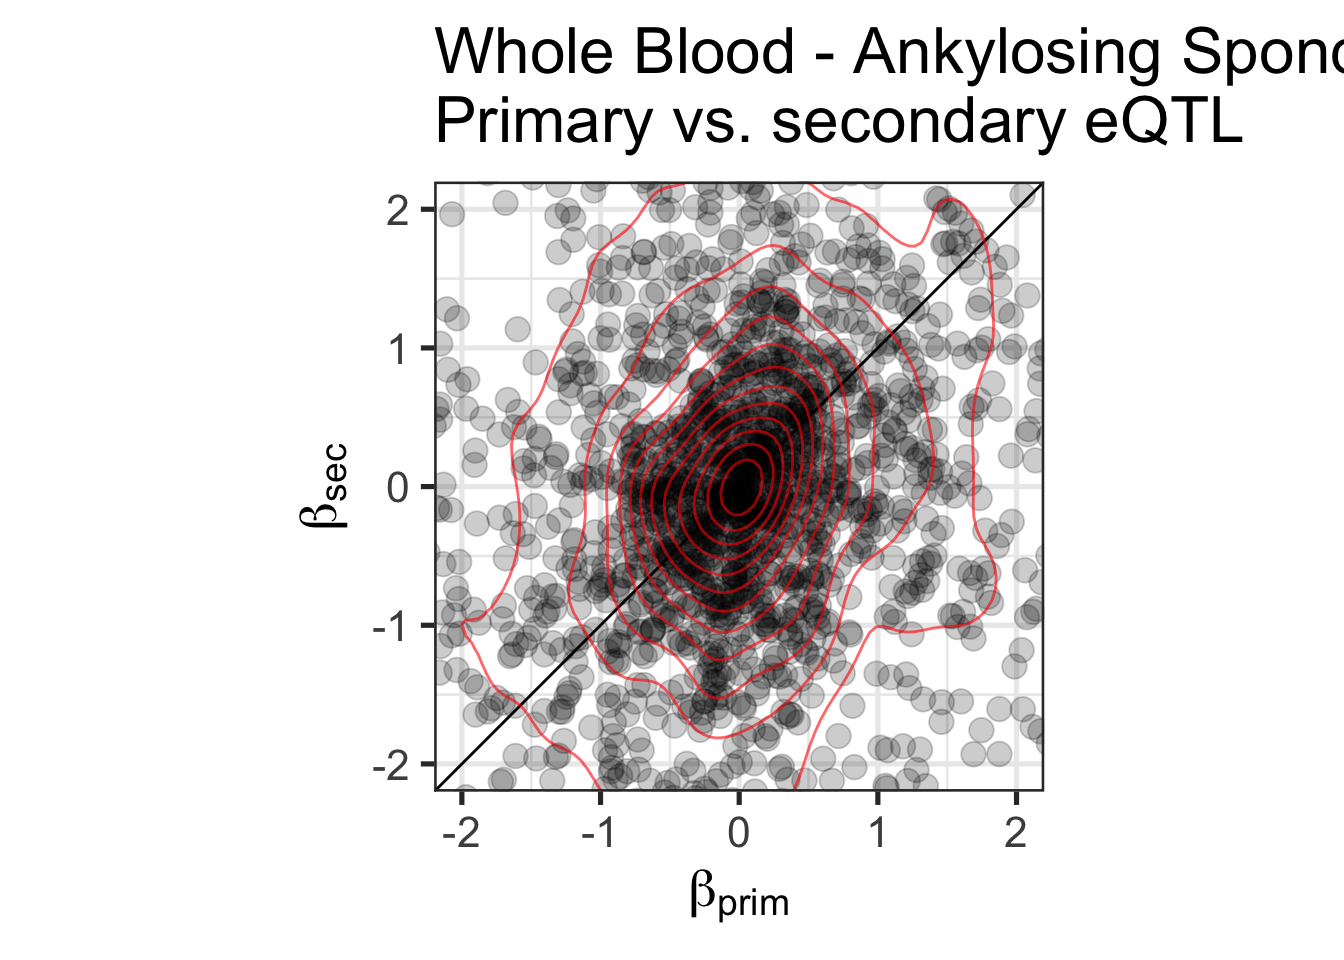 Whole Blood - Ankylosing
Primary vs. secondary eQTL
2
1
0
-1
-2
βsec
-2 -1 0 1 2
βprim